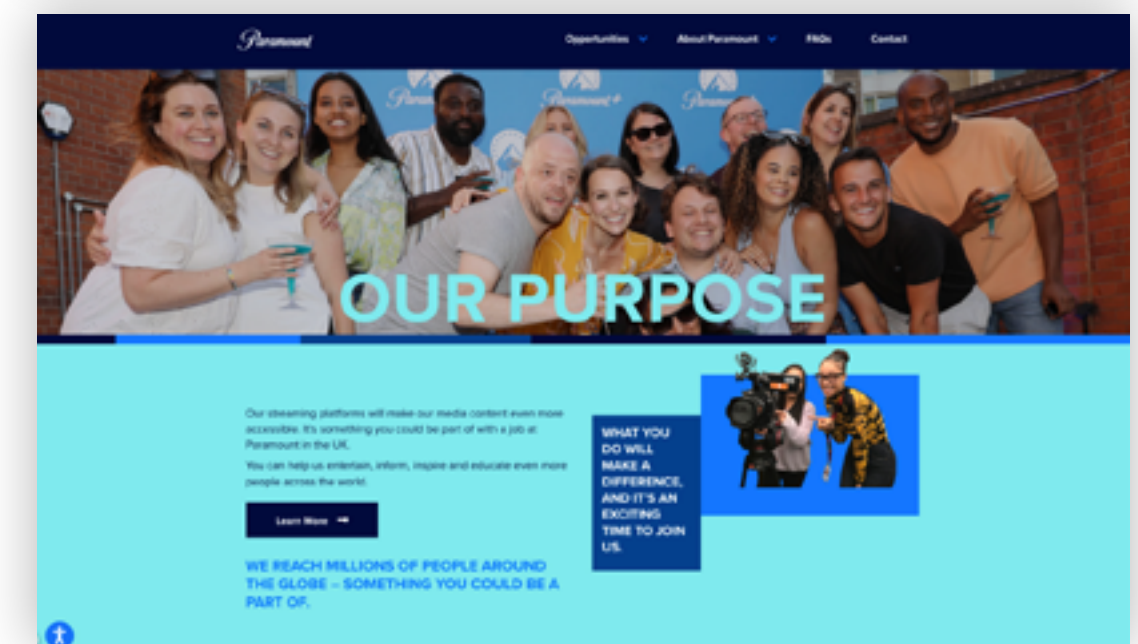 Paramount
Opportunities
About Paramount
FAQs
Contact
Paramount+
OUR PURPOSE
Our streaming platforms will make our media content even more
accessible. It's something you could be part of with a job at
Paramount in the UK.
You can help us entertain, inform, inspire and educate even more
people across the world.
Learn More
WE REACH MILLIONS OF PEOPLE AROUND
THE GLOBE – SOMETHING YOU COULD BE A
PART OF.
WHAT YOU
DO WILL
MAKE A
DIFFERENCE,
AND IT'S AN
EXCITING
TIME TO JOIN
US.